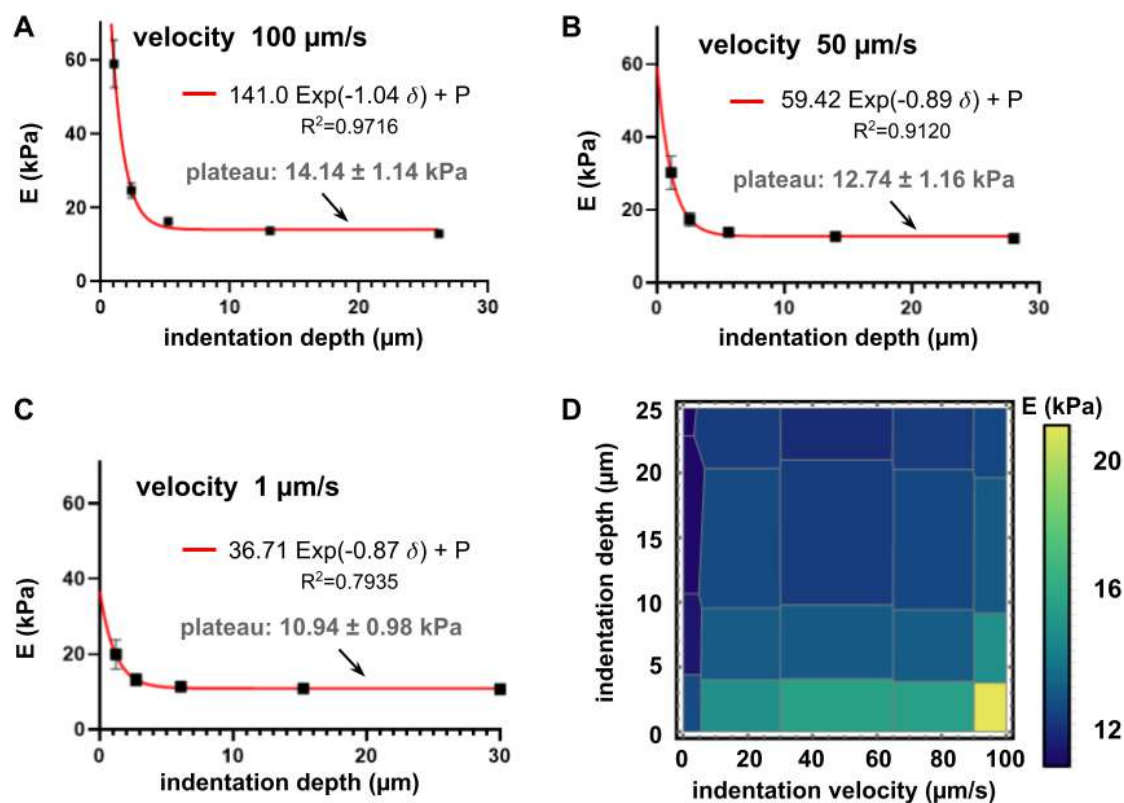 A
velocity 100 µm/s
141.0 Exp(-1.04 δ) + P
R²=0.9716
plateau: 14.14 ± 1.14 kPa
E (kPa)
60
40
20
0
0 10 20 30
indentation depth (µm)
B
velocity 50 µm/s
59.42 Exp(-0.89 δ) + P
R²=0.9120
plateau: 12.74 ± 1.16 kPa
E (kPa)
60
40
20
0
0 10 20 30
indentation depth (µm)
C
velocity 1 µm/s
36.71 Exp(-0.87 δ) + P
R²=0.7935
plateau: 10.94 ± 0.98 kPa
E (kPa)
60
40
20
0
0 10 20 30
indentation depth (µm)
D
E (kPa)
indentation depth (µm)
25
20
15
10
5
0
0 20 40 60 80 100
indentation velocity (µm/s)
20
16
12